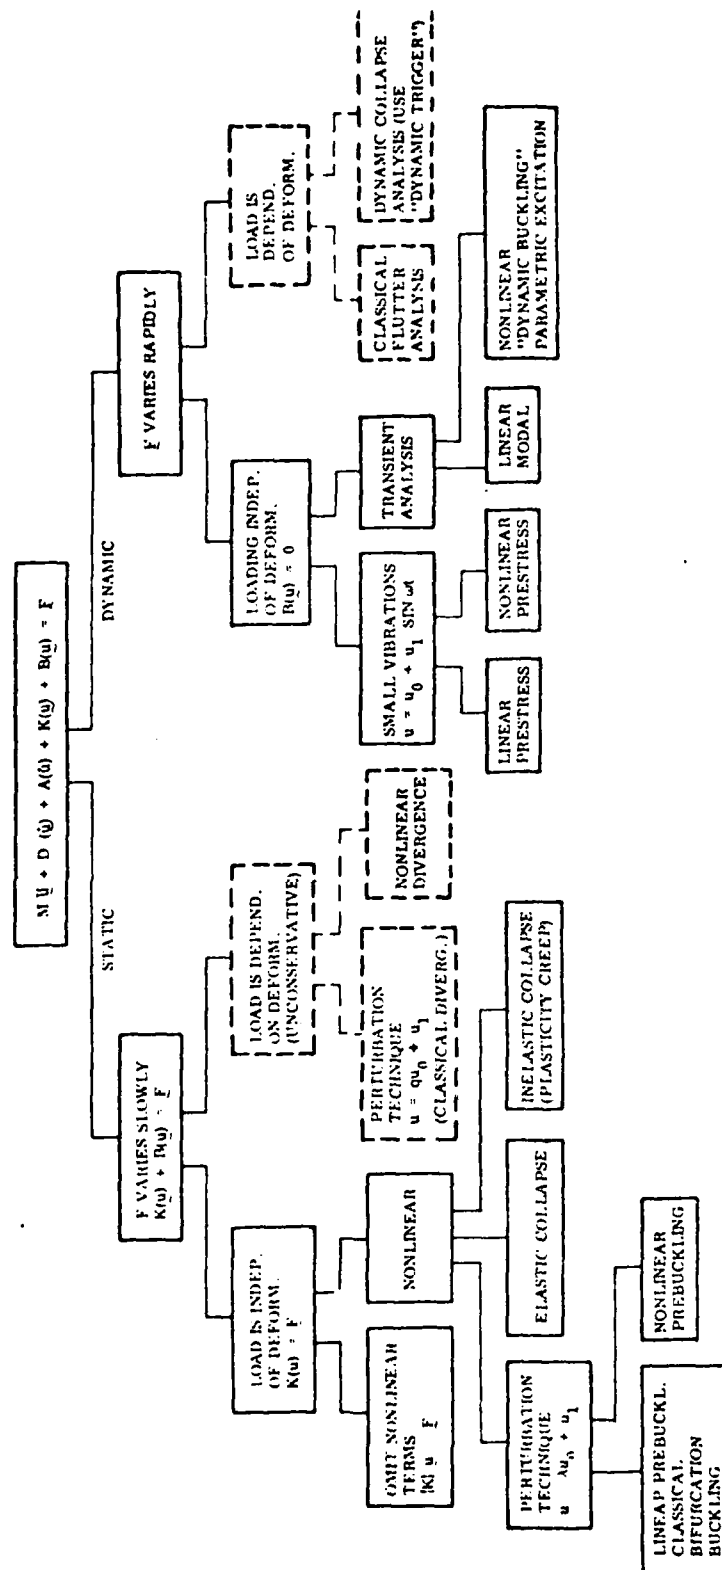 M ü + D (u̇) + A(u̇) + K(u) + B(u) = F
STATIC
DYNAMIC
F VARIES SLOWLY
K(u) + B(u) = F
F VARIES RAPIDLY
LOAD IS INDEP.
OF DEFORM.
K(u) = F
LOAD IS DEPEND.
ON DEFORM.
(UNCONSERVATIVE)
LOADING INDEP.
OF DEFORM.
B(u) = 0
LOAD IS
DEPEND.
OF DEFORM.
OMIT NONLINEAR
TERMS
[K] u F
NONLINEAR
PERTURBATION
TECHNIQUE
u = qu₀ + u₁
(CLASSICAL DIVERG.)
NONLINEAR
DIVERGENCE
SMALL VIBRATIONS
u = u₀ + u₁ SIN ωt
TRANSIENT
ANALYSIS
CLASSICAL
FLUTTER
ANALYSIS
DYNAMIC COLLAPSE
ANALYSIS (USE
"DYNAMIC TRIGGER")
PERTURBATION
TECHNIQUE
u λu₀ + u₁
ELASTIC COLLAPSE
INELASTIC COLLAPSE
(PLASTICITY CREEP)
LINEAR
PRESTRESS
NONLINEAR
PRESTRESS
LINEAR
MODAL
NONLINEAR
"DYNAMIC BUCKLING"
PARAMETRIC EXCITATION
LINEAR PREBUCKL.
CLASSICAL
BIFURCATION
BUCKLING
NONLINEAR
PREBUCKLING